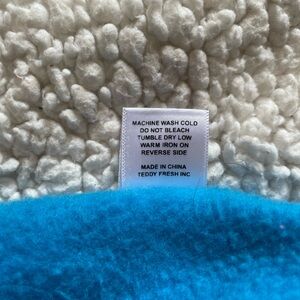 MACHINE WASH COLD
DO NOT BLEACH
TUMBLE DRY LOW
WARM IRON ON
REVERSE SIDE
MADE IN CHINA
TEDDY FRESH INC